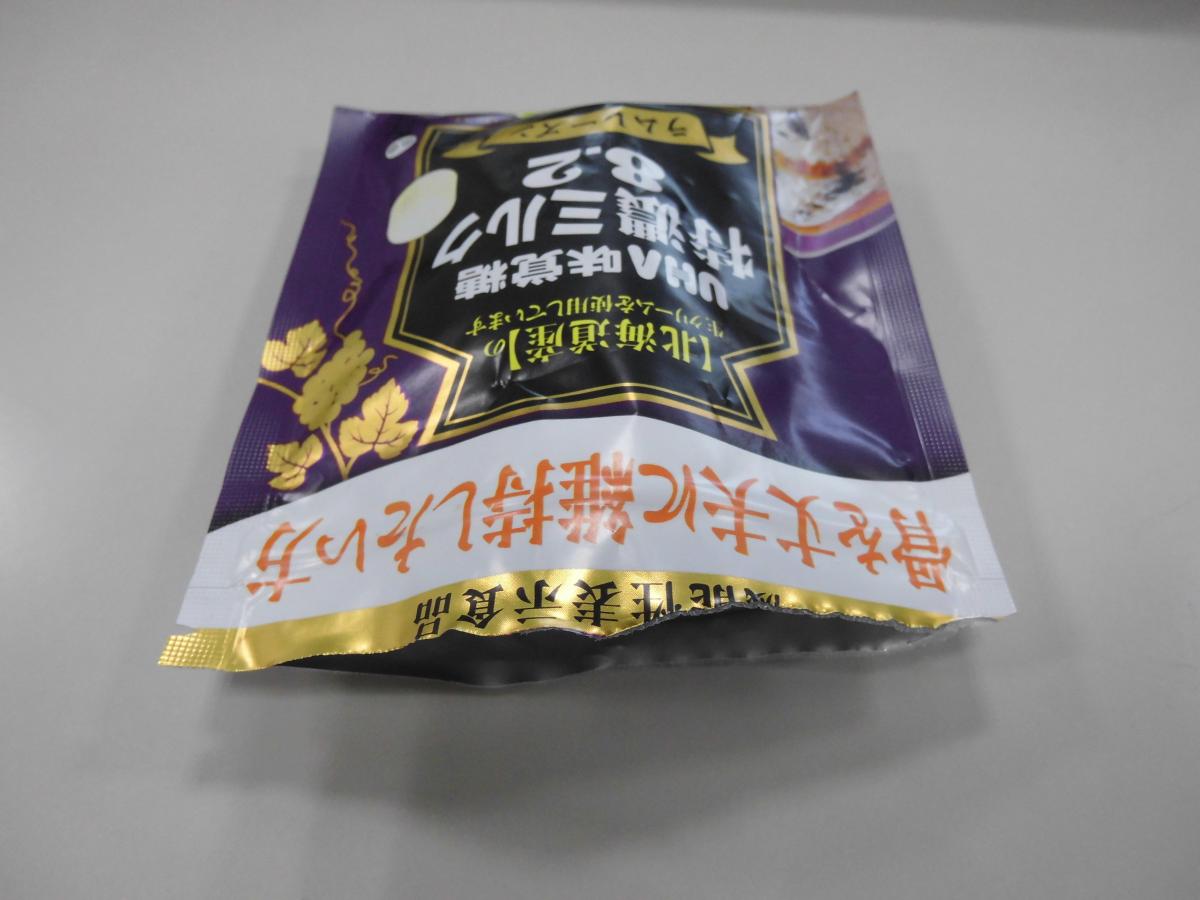 機能性表示食品
骨を丈夫に維持したい方
【北海道産】の
生クリームを使用しています
UHA味覚糖
特濃ミルク
8.2
ラムレーズン